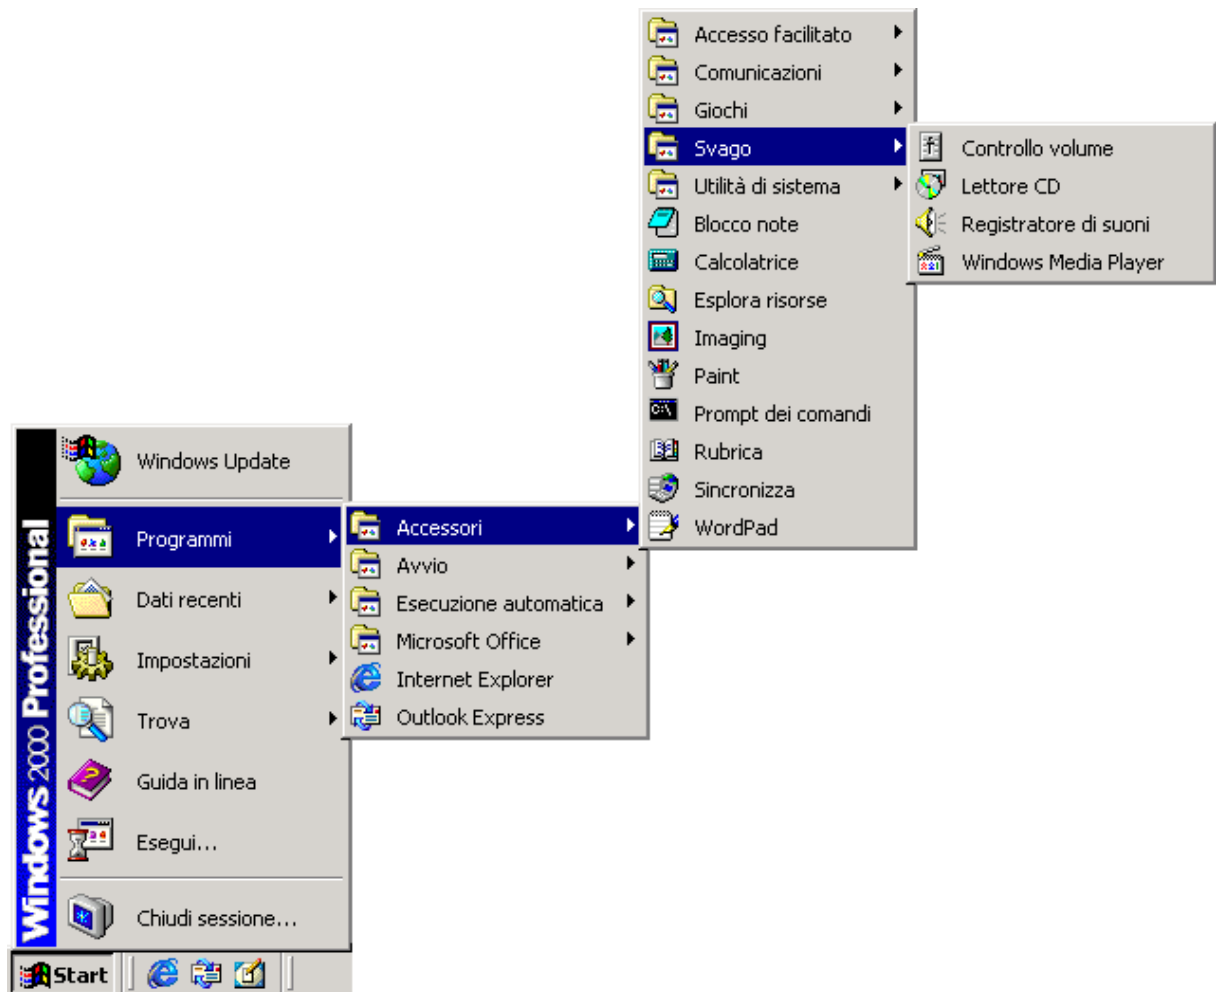 Accesso facilitato
Comunicazioni
Giochi
Svago
Utilità di sistema
Blocco note
Calcolatrice
Esplora risorse
Imaging
Paint
Prompt dei comandi
Rubrica
Sincronizza
WordPad
Controllo volume
Lettore CD
Registratore di suoni
Windows Media Player
Windows Update
Programmi
Dati recenti
Impostazioni
Trova
Guida in linea
Esegui...
Chiudi sessione...
Accessori
Avvio
Esecuzione automatica
Microsoft Office
Internet Explorer
Outlook Express
Windows 2000 Professional
Start